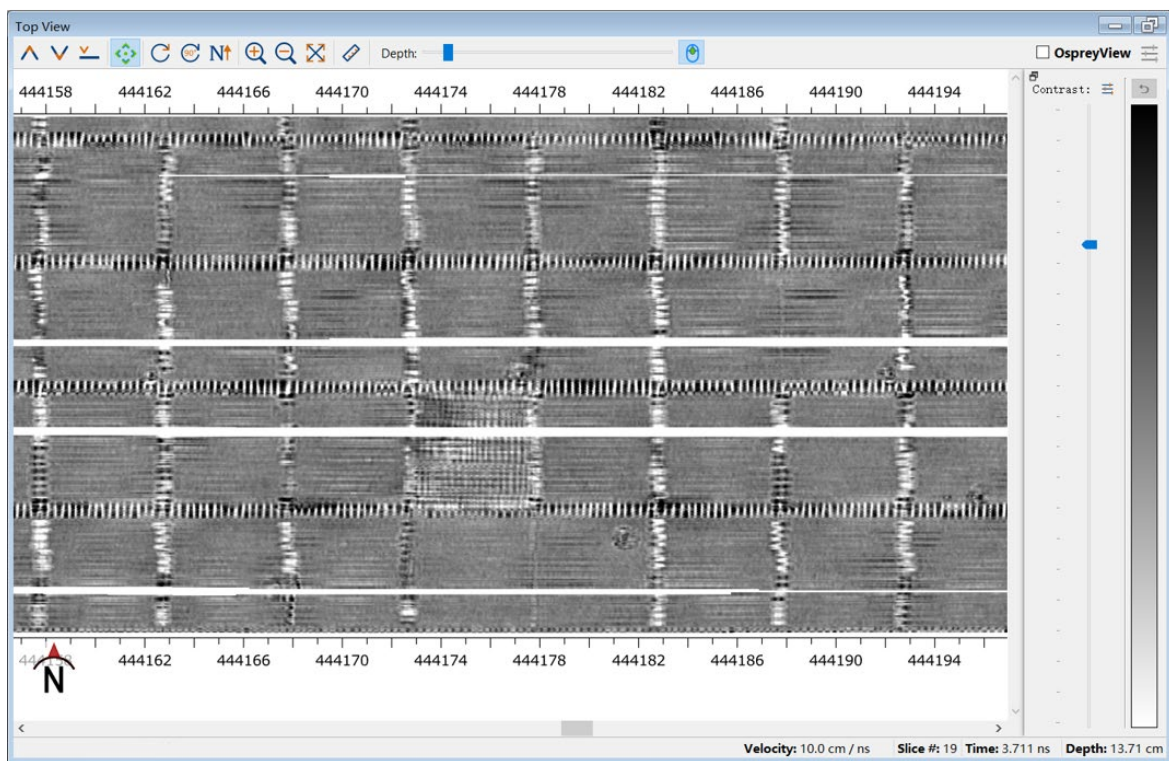 Top View
90° N Depth: OspreyView
Contrast:
444158 444162 444166 444170 444174 444178 444182 444186 444190 444194
444158 444162 444166 444170 444174 444178 444182 444186 444190 444194
N
Velocity: 10.0 cm / ns Slice #: 19 Time: 3.711 ns Depth: 13.71 cm